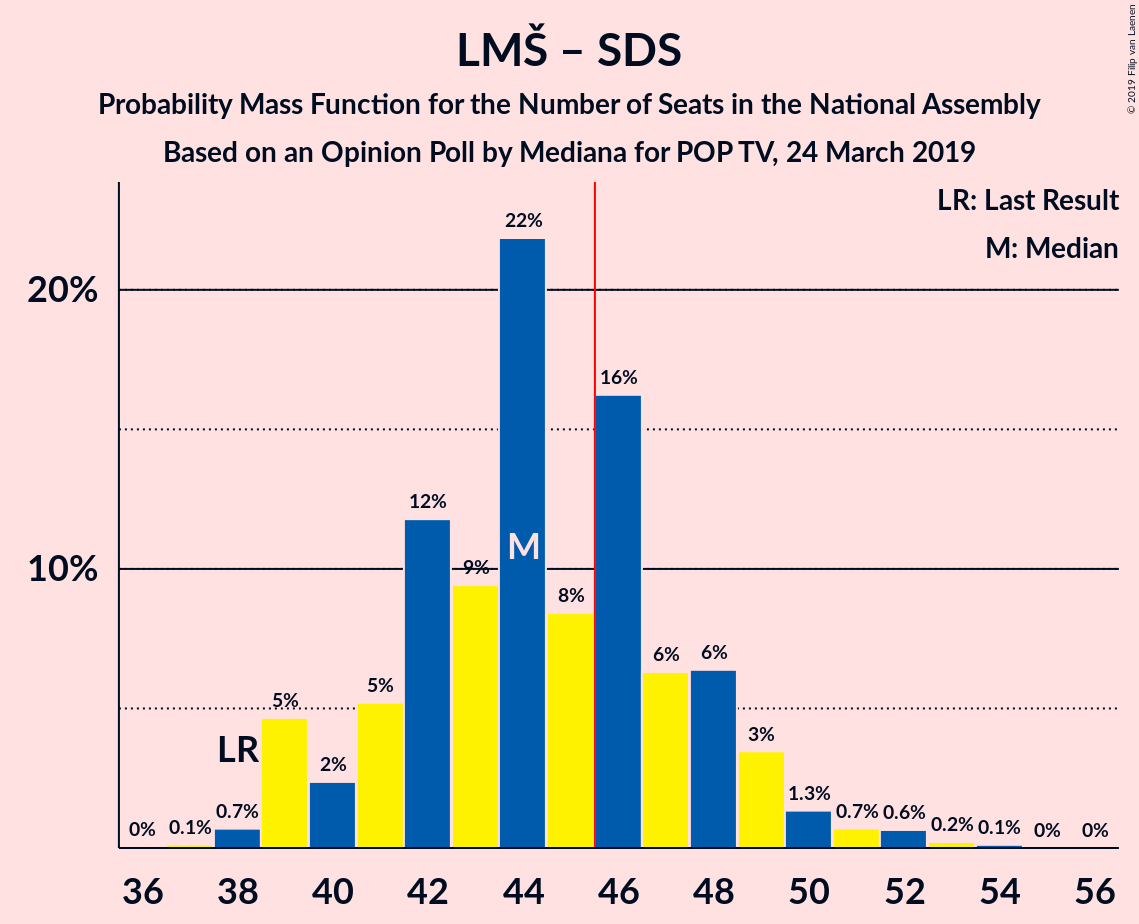 LMŠ – SDS
Probability Mass Function for the Number of Seats in the National Assembly
Based on an Opinion Poll by Mediana for POP TV, 24 March 2019
© 2019 Filip van Laenen
LR: Last Result
M: Median
20%
10%
0%
0.1%
0.7%
LR
5%
2%
5%
12%
9%
22%
M
8%
16%
6%
6%
3%
1.3%
0.7%
0.6%
0.2%
0.1%
0%
0%
36 38 40 42 44 46 48 50 52 54 56